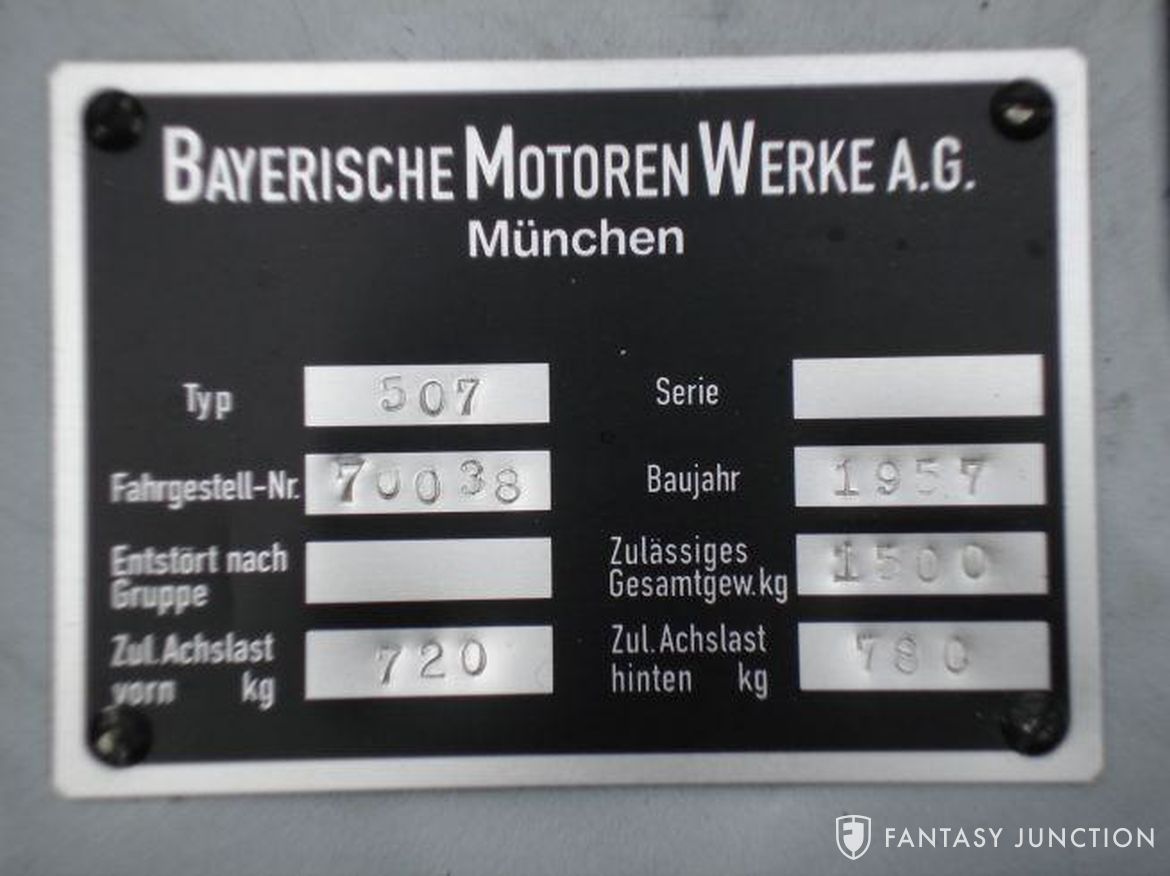 BAYERISCHE MOTOREN WERKE A.G.
München
Typ 507 Serie
Fahrgestell-Nr. 70038 Baujahr 1957
Entstört nach
Gruppe
Zulässiges
Gesamtgew.kg 1500
Zul. Achslast
vorn kg 720
Zul. Achslast
hinten kg 780
FANTASY JUNCTION